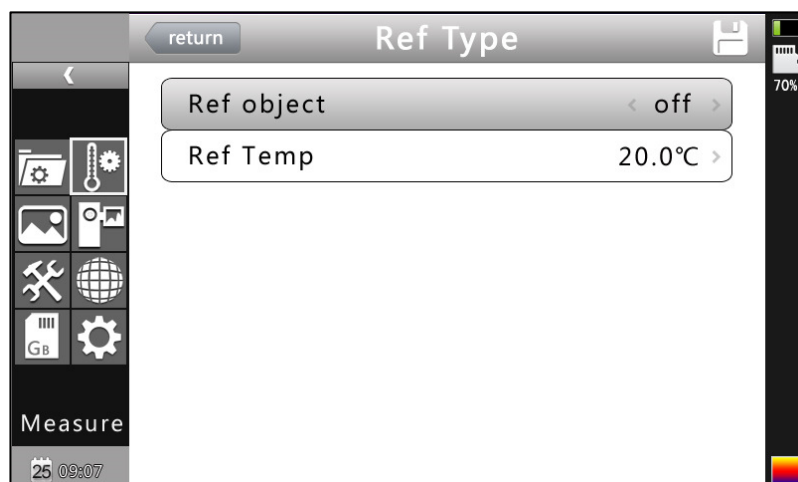 return
Ref Type
70%
Ref object
< off >
Ref Temp
20.0℃ >
GB
Measure
25 09:07